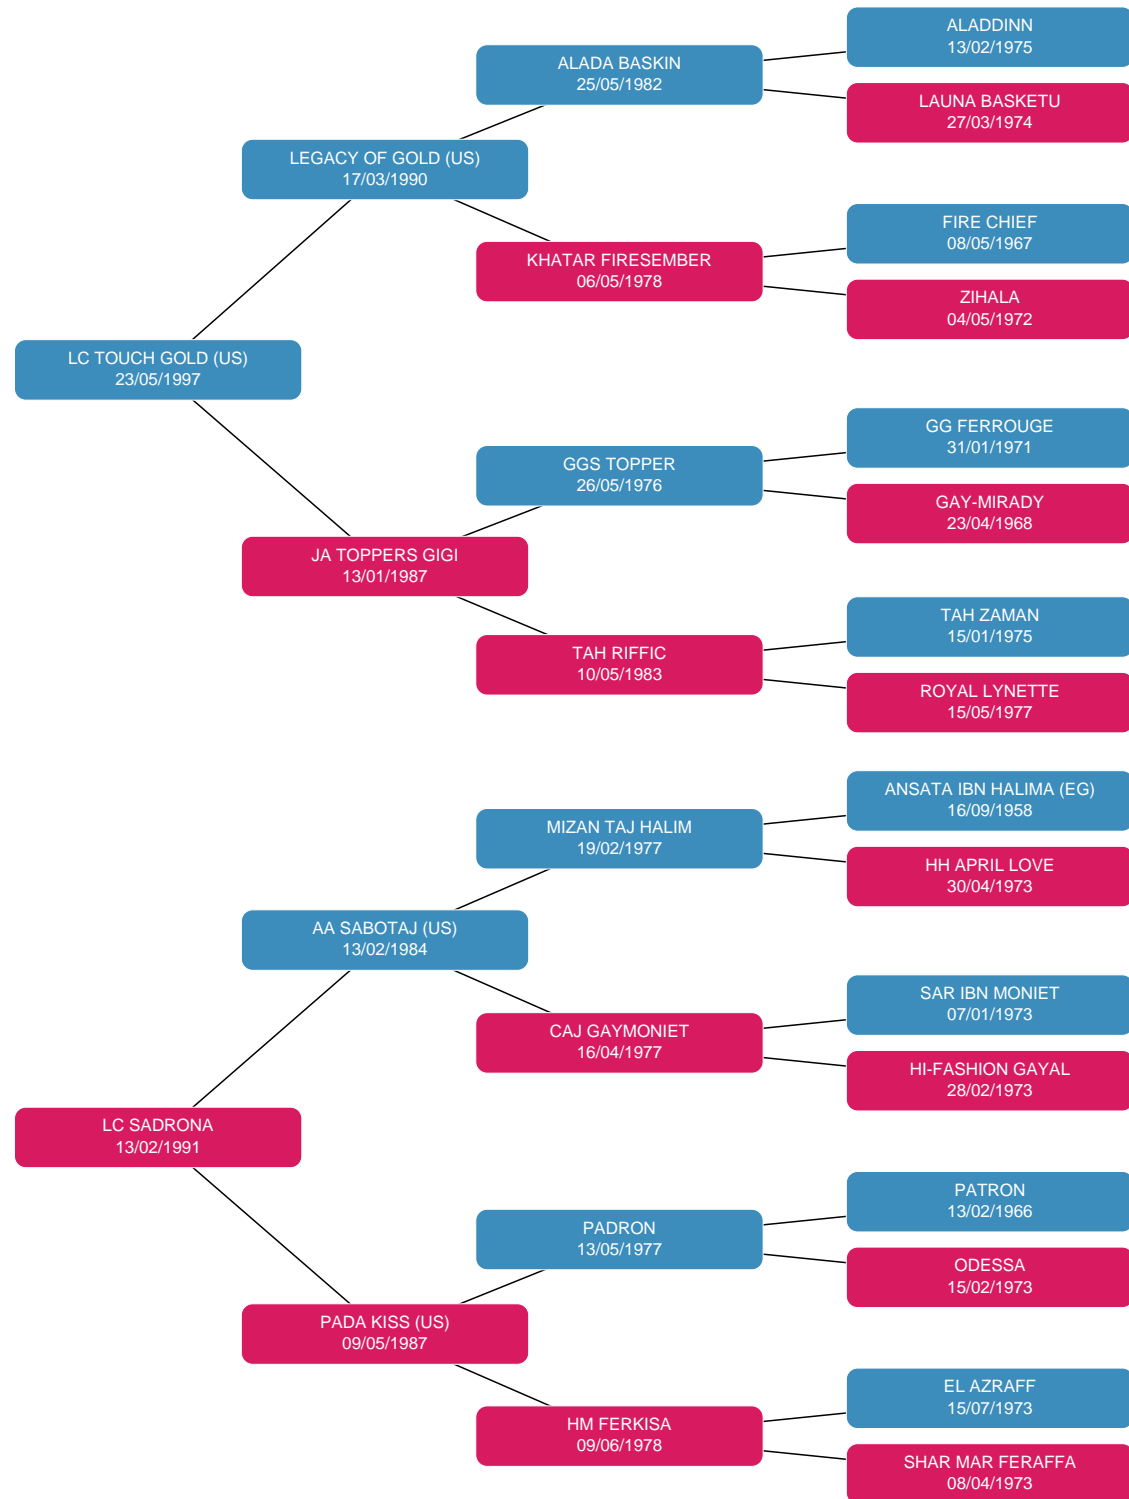 ALADDINN
13/02/1975
ALADA BASKIN
25/05/1982
LAUNA BASKETU
27/03/1974
LEGACY OF GOLD (US)
17/03/1990
FIRE CHIEF
08/05/1967
KHATAR FIRESEMBER
06/05/1978
ZIHALA
04/05/1972
LC TOUCH GOLD (US)
23/05/1997
GG FERROUGE
31/01/1971
GGS TOPPER
26/05/1976
GAY-MIRADY
23/04/1968
JA TOPPERS GIGI
13/01/1987
TAH ZAMAN
15/01/1975
TAH RIFFIC
10/05/1983
ROYAL LYNETTE
15/05/1977
ANSATA IBN HALIMA (EG)
16/09/1958
MIZAN TAJ HALIM
19/02/1977
HH APRIL LOVE
30/04/1973
AA SABOTAJ (US)
13/02/1984
SAR IBN MONIET
07/01/1973
CAJ GAYMONIET
16/04/1977
HI-FASHION GAYAL
28/02/1973
LC SADRONA
13/02/1991
PATRON
13/02/1966
PADRON
13/05/1977
ODESSA
15/02/1973
PADA KISS (US)
09/05/1987
EL AZRAFF
15/07/1973
HM FERKISA
09/06/1978
SHAR MAR FERAFFA
08/04/1973